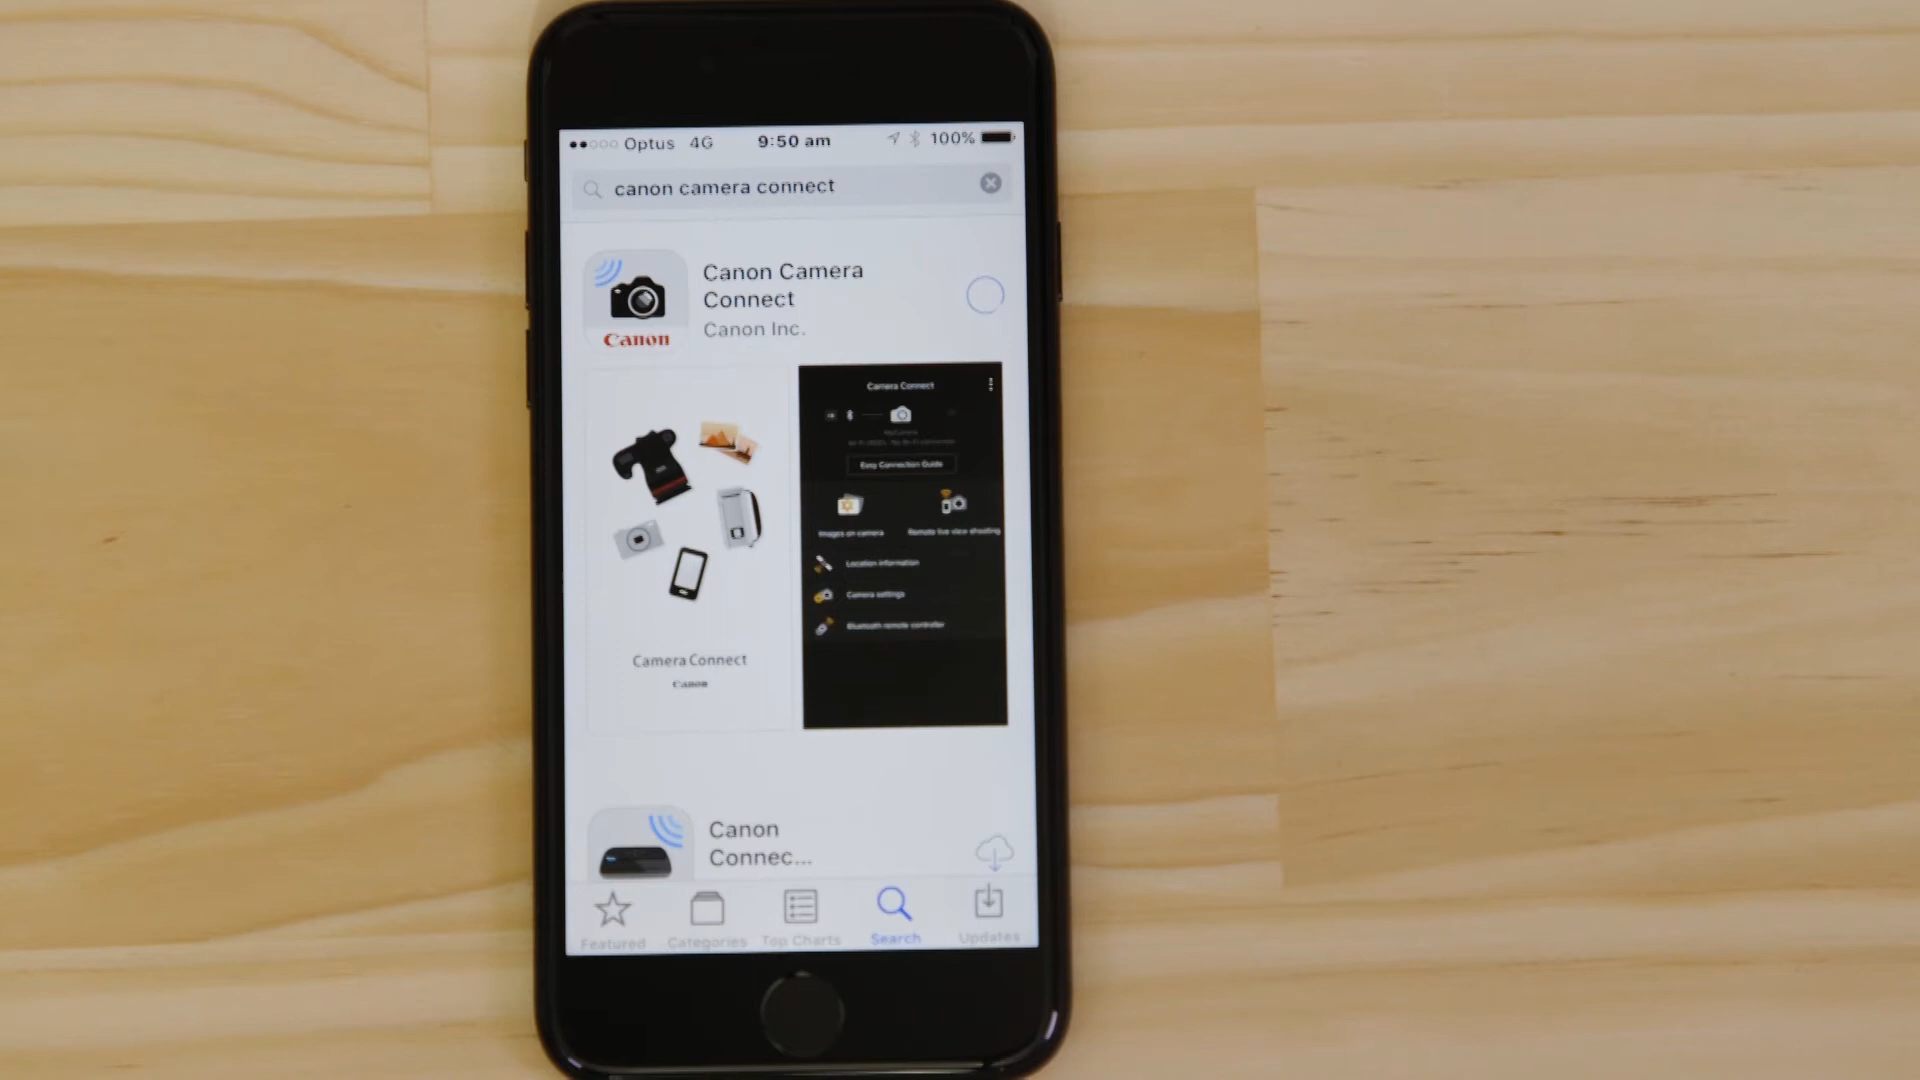 Optus 4G 9:50 am 100%
canon camera connect
Canon Camera
Connect
Canon Inc.
Canon
Camera Connect
Easy Connection Guide
Images on camera Remote live view shooting
Location information
Camera settings
Bluetooth remote controller
Camera Connect
Canon
Canon
Connec...
Featured Categories Top Charts Search Updates